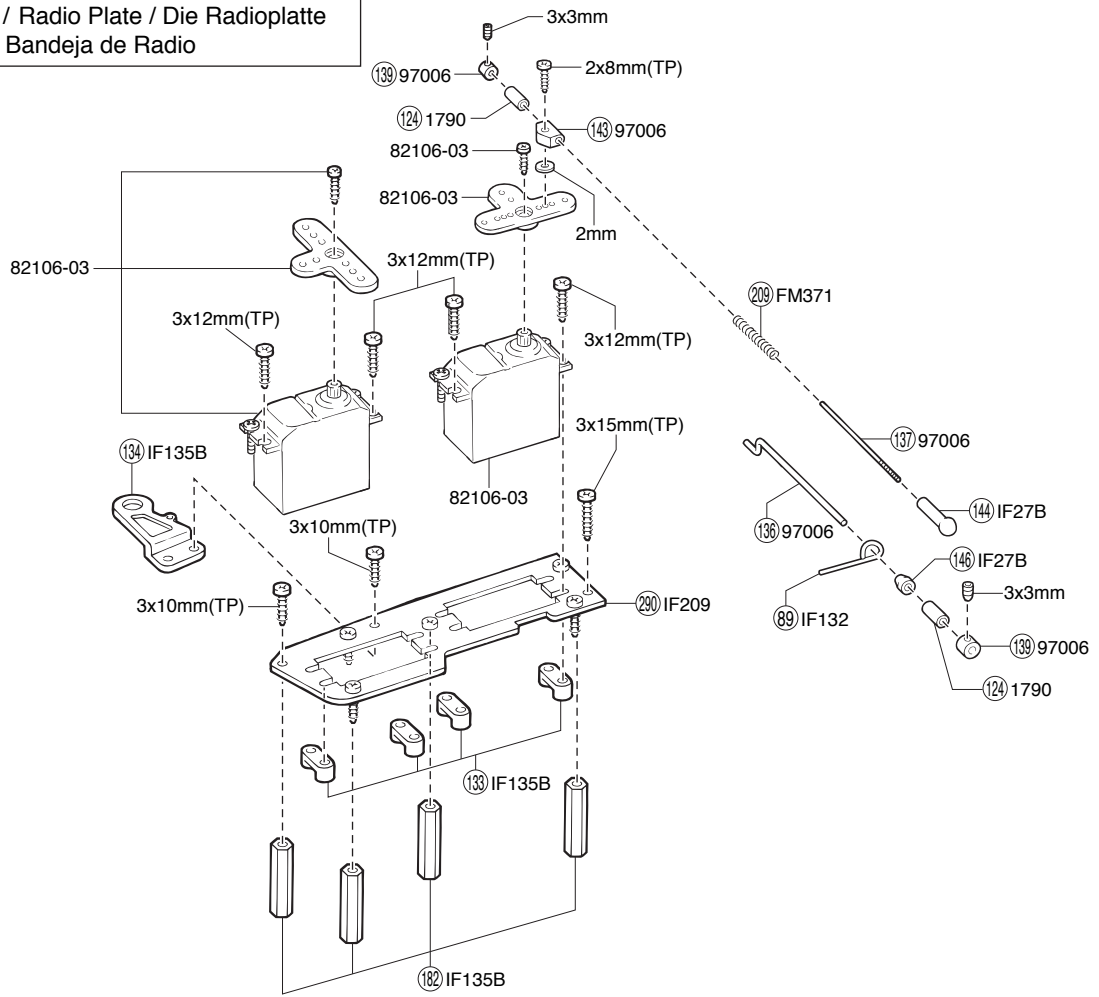 / Radio Plate / Die Radioplatte
Bandeja de Radio
3x3mm
139 97006
2x8mm(TP)
124 1790
143 97006
82106-03
82106-03
2mm
82106-03
3x12mm(TP)
209 FM371
3x12mm(TP)
3x12mm(TP)
137 97006
3x15mm(TP)
134 IF135B
82106-03
144 IF27B
136 97006
3x10mm(TP)
146 IF27B
3x3mm
3x10mm(TP)
290 IF209
89 IF132
139 97006
124 1790
133 IF135B
182 IF135B